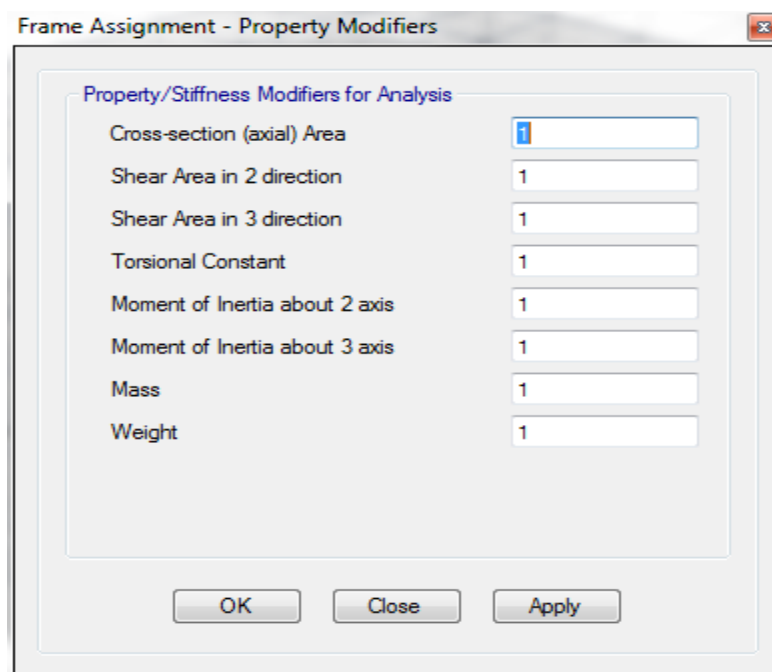 Frame Assignment - Property Modifiers
Property/Stiffness Modifiers for Analysis
Cross-section (axial) Area 1
Shear Area in 2 direction 1
Shear Area in 3 direction 1
Torsional Constant 1
Moment of Inertia about 2 axis 1
Moment of Inertia about 3 axis 1
Mass 1
Weight 1
OK Close Apply